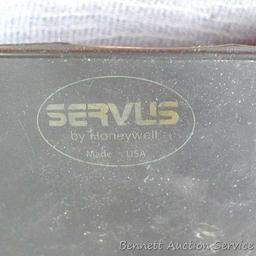 SERVUS
by Honeywell
Made USA
Bennett Auction Service